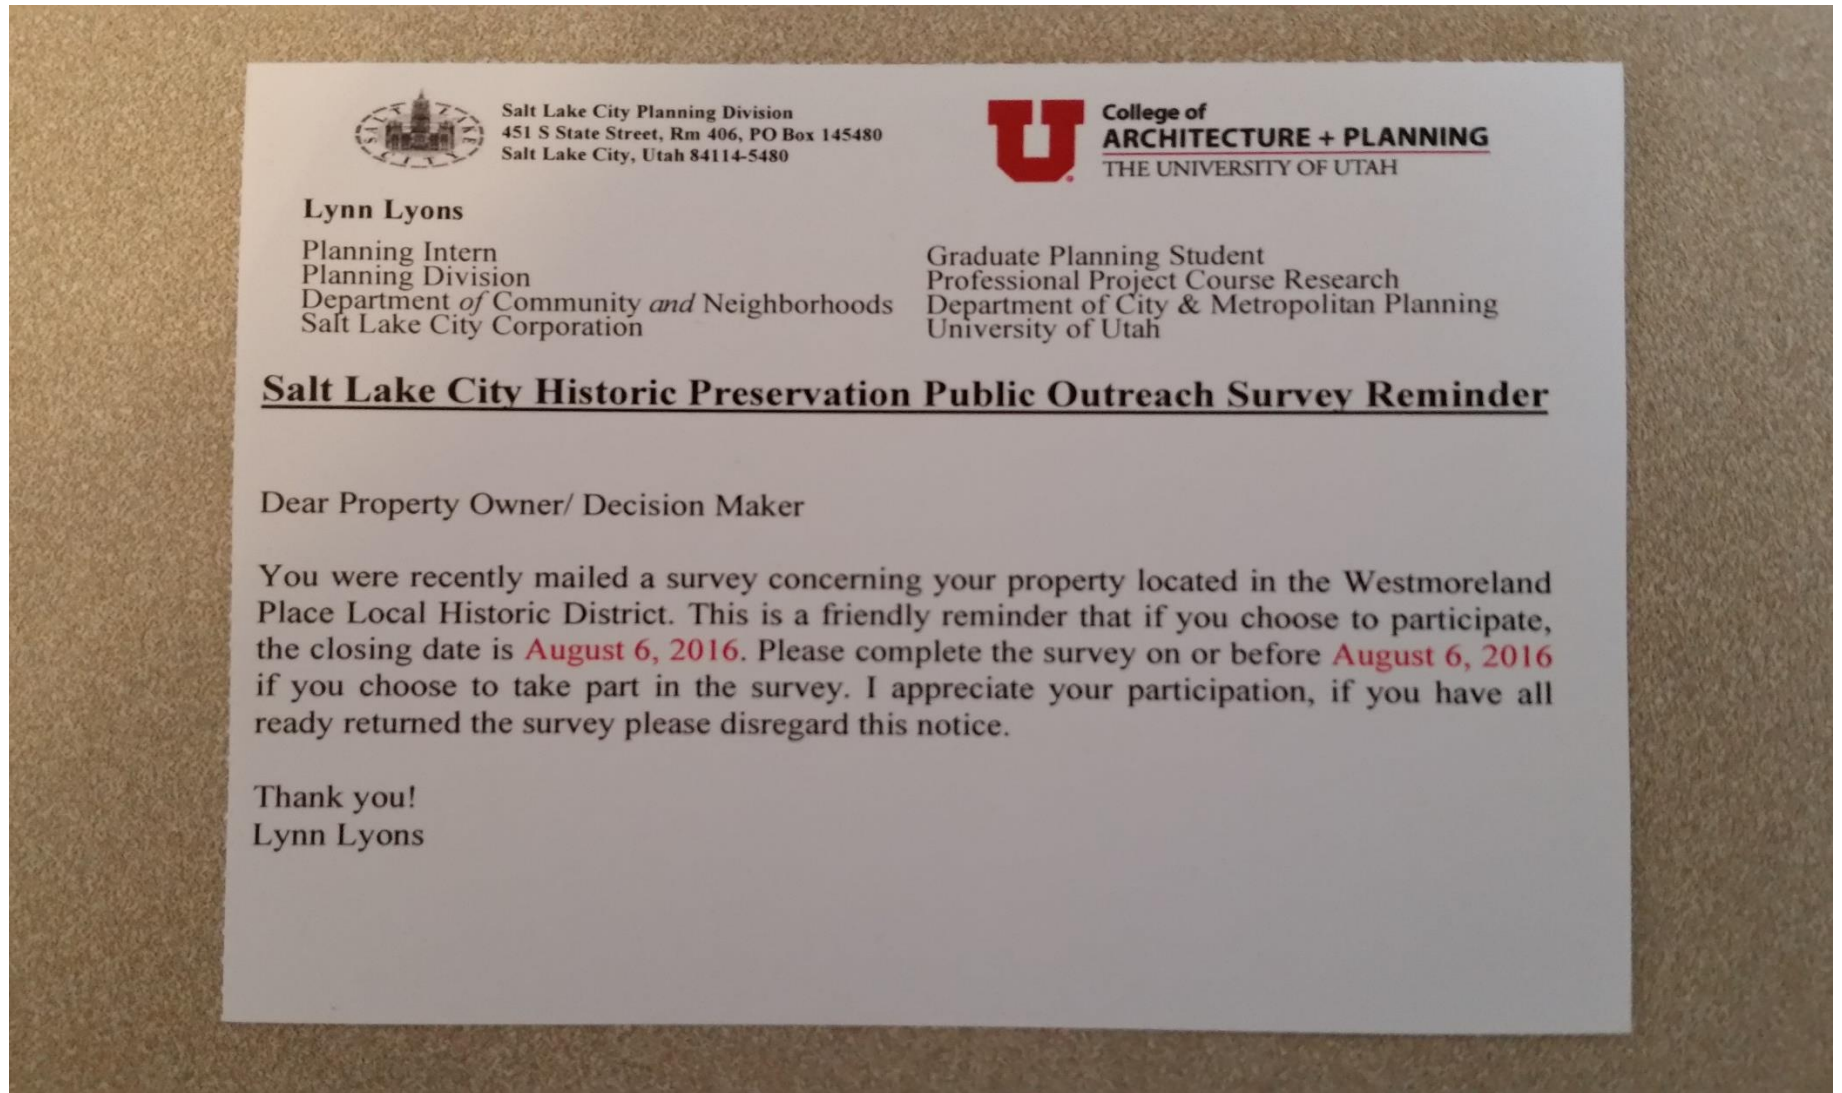 SALT LAKE CITY
Salt Lake City Planning Division
451 S State Street, Rm 406, PO Box 145480
Salt Lake City, Utah 84114-5480
U
College of
ARCHITECTURE + PLANNING
THE UNIVERSITY OF UTAH
Lynn Lyons
Planning Intern
Planning Division
Department of Community and Neighborhoods
Salt Lake City Corporation
Graduate Planning Student
Professional Project Course Research
Department of City & Metropolitan Planning
University of Utah
Salt Lake City Historic Preservation Public Outreach Survey Reminder
Dear Property Owner/ Decision Maker
You were recently mailed a survey concerning your property located in the Westmoreland
Place Local Historic District. This is a friendly reminder that if you choose to participate,
the closing date is August 6, 2016. Please complete the survey on or before August 6, 2016
if you choose to take part in the survey. I appreciate your participation, if you have all
ready returned the survey please disregard this notice.
Thank you!
Lynn Lyons